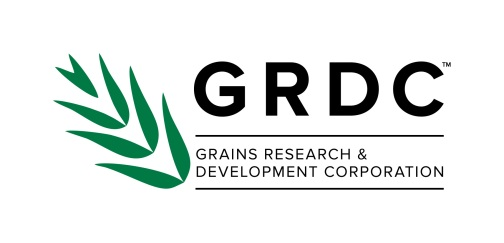 GRDC™
GRAINS RESEARCH &
DEVELOPMENT CORPORATION